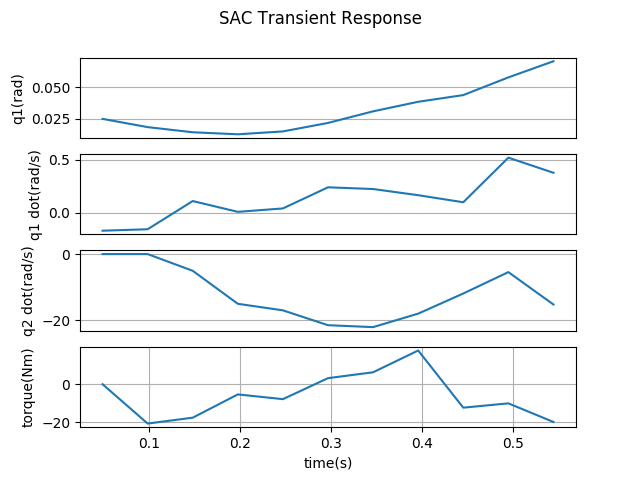 SAC Transient Response
q1(rad)
0.050
0.025
q1 dot(rad/s)
0.5
0.0
q2 dot(rad/s)
0
−20
torque(Nm)
0
−20
0.1 0.2 0.3 0.4 0.5
time(s)